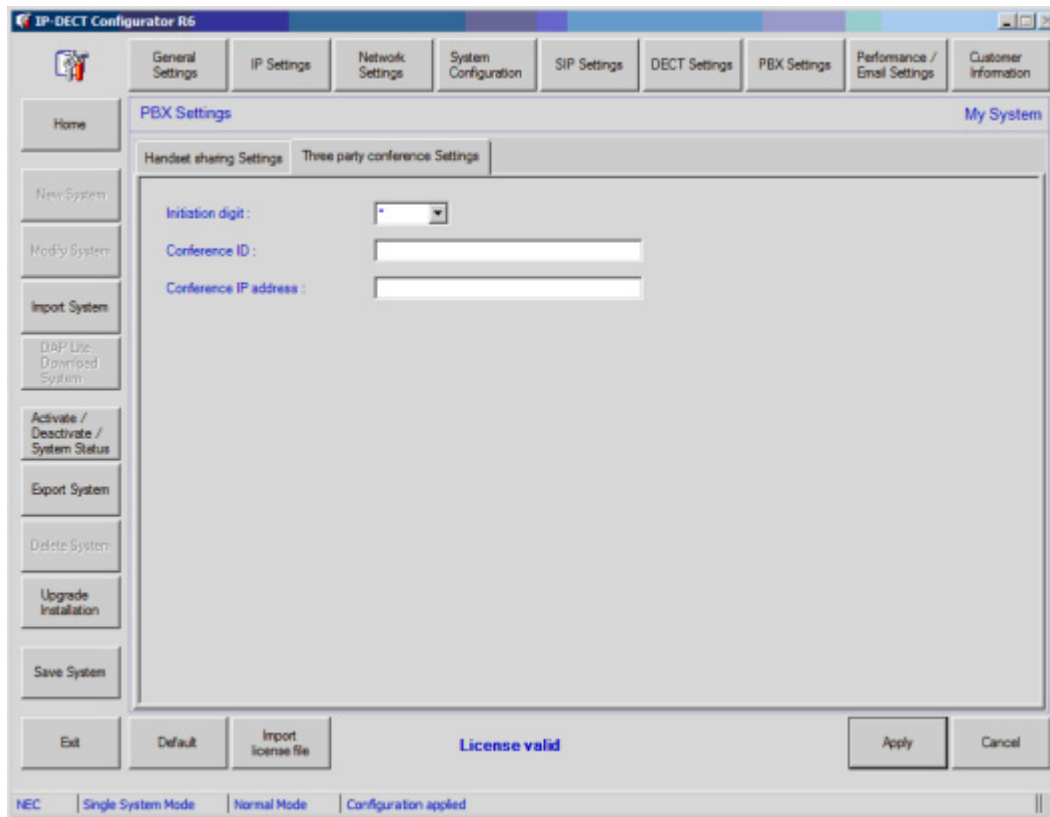 IP-DECT Configurator R6
General
Settings
IP Settings
Network
Settings
System
Configuration
SIP Settings
DECT Settings
PBX Settings
Performance /
Email Settings
Customer
Information
Home
PBX Settings
My System
Handset sharing Settings
Three party conference Settings
New System
Initiation digit :
*
Modify System
Conference ID :
Conference IP address :
Import System
DAP Lite
Download
System
Activate /
Deactivate /
System Status
Export System
Delete System
Upgrade
Installation
Save System
Exit
Default
Import
license file
License valid
Apply
Cancel
NEC
Single System Mode
Normal Mode
Configuration applied